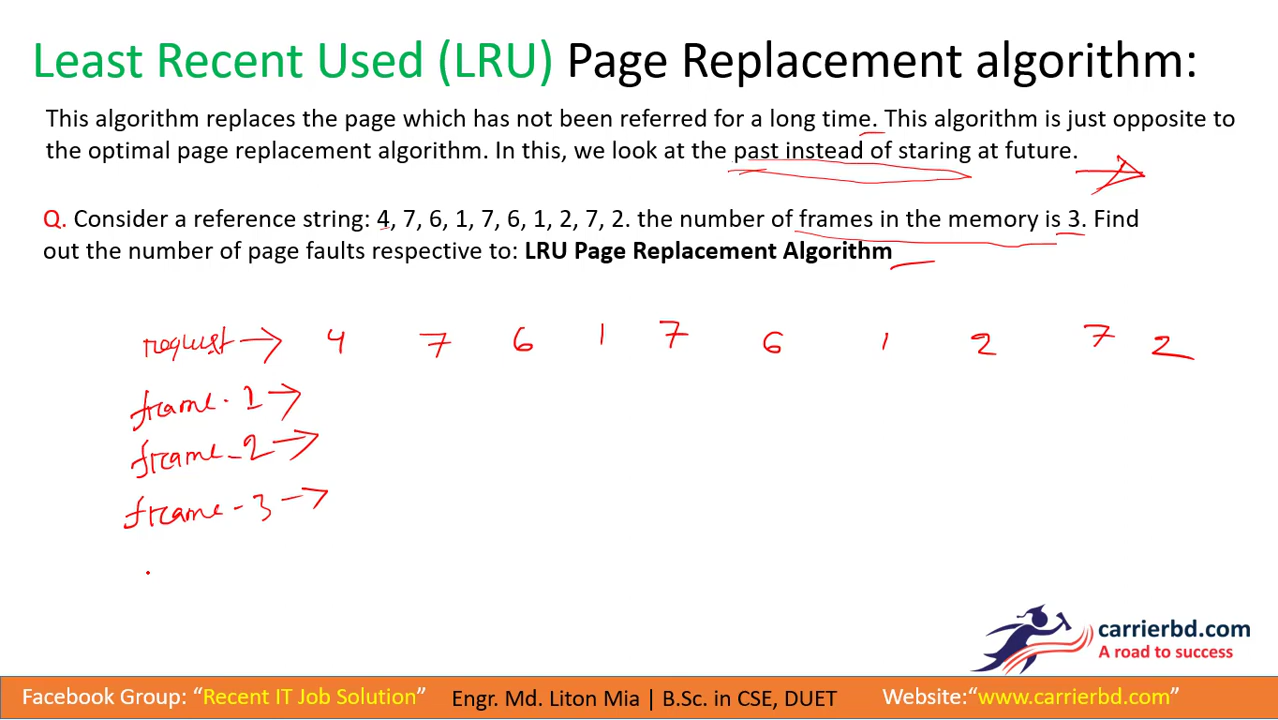 Least Recent Used (LRU) Page Replacement algorithm:
This algorithm replaces the page which has not been referred for a long time. This algorithm is just opposite to
the optimal page replacement algorithm. In this, we look at the past instead of staring at future.
Q. Consider a reference string: 4, 7, 6, 1, 7, 6, 1, 2, 7, 2. the number of frames in the memory is 3. Find
out the number of page faults respective to: LRU Page Replacement Algorithm
request → 4 7 6 1 7 6 1 2 7 2
frame - 1 →
frame - 2 →
frame - 3 →
carrierbd.com
A road to success
Facebook Group: “Recent IT Job Solution” Engr. Md. Liton Mia | B.Sc. in CSE, DUET Website:“www.carrierbd.com”